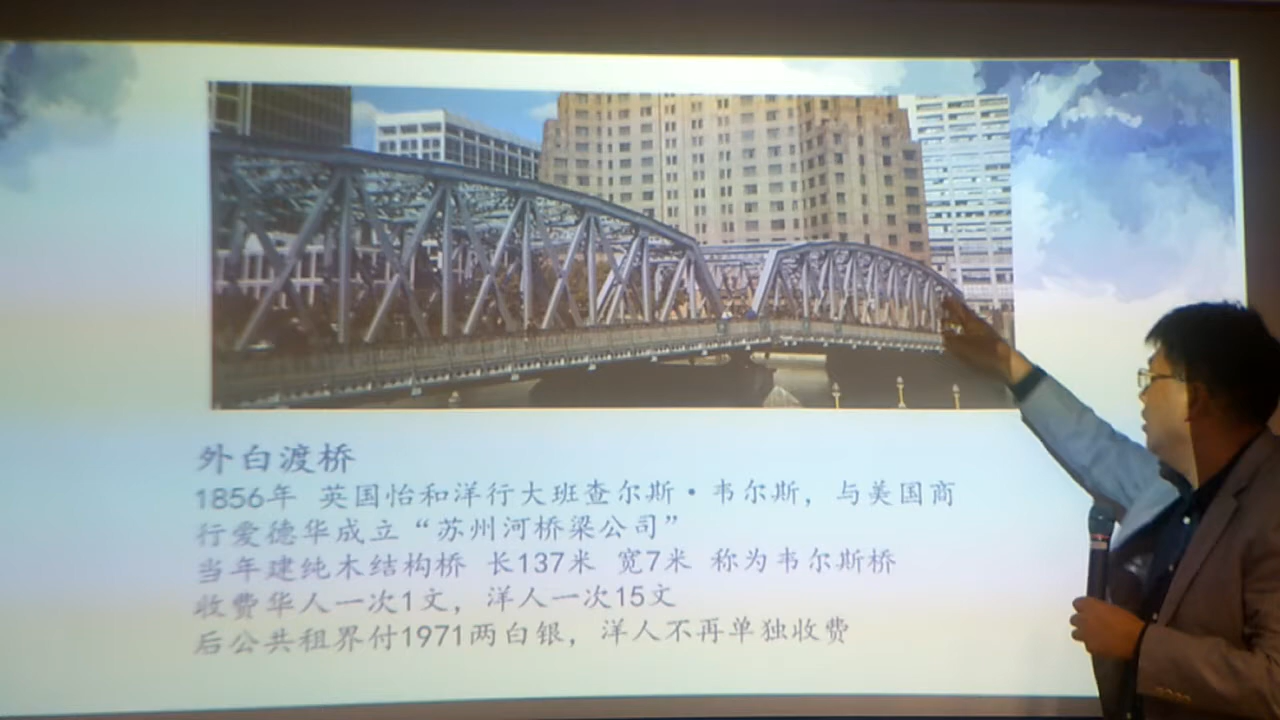 外白渡桥
1856年 英国怡和洋行大班查尔斯·韦尔斯，与美国商
行爱德华成立“苏州河桥梁公司”
当年建纯木结构桥 长137米 宽7米 称为韦尔斯桥
收费华人一次1文，洋人一次15文
后公共租界付1971两白银，洋人不再单独收费